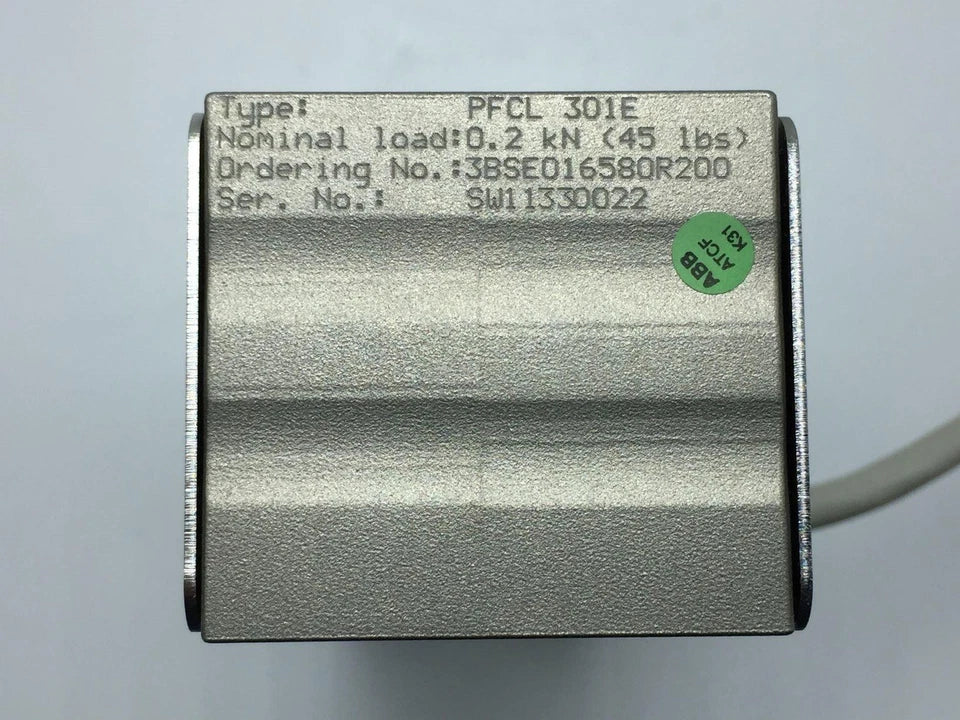 Type: PFCL 301E
Nominal load:0.2 kN (45 lbs)
Ordering No.:3BSE016580R200
Ser. No.: SW11330022
ABB
ATCF
K31